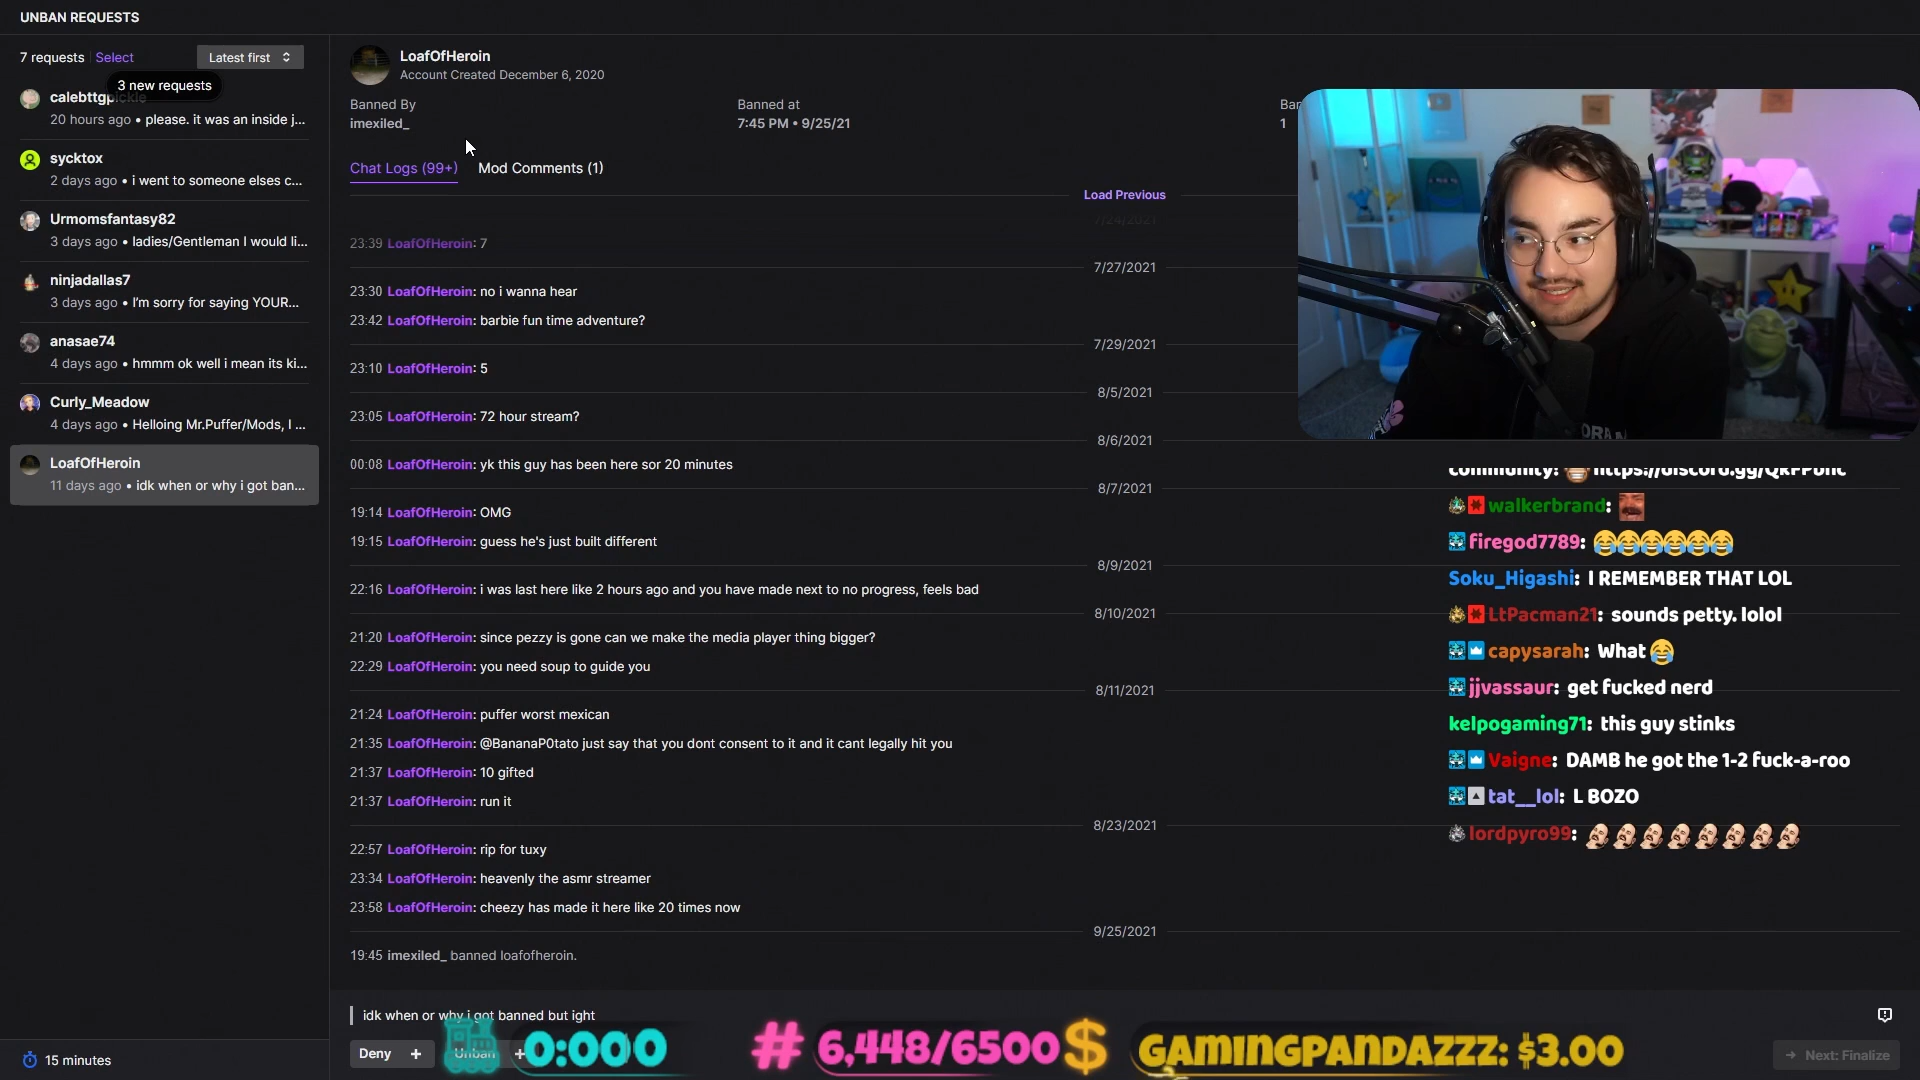 UNBAN REQUESTS
7 requests
Select
Latest first
3 new requests
20 hours ago • please. it was an inside j...
sycktox
2 days ago • i went to someone elses c...
Urmomsfantasy82
3 days ago • ladies/Gentleman I would li...
ninjadallas7
3 days ago • I'm sorry for saying YOUR...
anasae74
4 days ago • hmmm ok well i mean its ki...
Curly_Meadow
4 days ago • Helloing Mr.Puffer/Mods, I ...
LoafOfHeroin
11 days ago • idk when or why i got ban...
15 minutes
LoafOfHeroin
Account Created December 6, 2020
Banned By
imexiled_
Banned at
7:45 PM • 9/25/21
1
Chat Logs (99+)
Mod Comments (1)
Load Previous
7/24/2021
23:39 LoafOfHeroin: 7
7/27/2021
23:30 LoafOfHeroin: no i wanna hear
23:42 LoafOfHeroin: barbie fun time adventure?
7/29/2021
23:10 LoafOfHeroin: 5
8/5/2021
23:05 LoafOfHeroin: 72 hour stream?
8/6/2021
00:08 LoafOfHeroin: yk this guy has been here sor 20 minutes
8/7/2021
19:14 LoafOfHeroin: OMG
19:15 LoafOfHeroin: guess he's just built different
8/9/2021
22:16 LoafOfHeroin: i was last here like 2 hours ago and you have made next to no progress, feels bad
8/10/2021
21:20 LoafOfHeroin: since pezzy is gone can we make the media player thing bigger?
22:29 LoafOfHeroin: you need soup to guide you
8/11/2021
21:24 LoafOfHeroin: puffer worst mexican
21:35 LoafOfHeroin: @BananaP0tato just say that you dont consent to it and it cant legally hit you
21:37 LoafOfHeroin: 10 gifted
21:37 LoafOfHeroin: run it
8/23/2021
22:57 LoafOfHeroin: rip for tuxy
23:34 LoafOfHeroin: heavenly the asmr streamer
23:58 LoafOfHeroin: cheezy has made it here like 20 times now
9/25/2021
19:45 imexiled_ banned loafofheroin.
idk when or why i got banned but ight
Deny +
Unban +
Next: Finalize
0:000
# 6,448/6500
$ GAMINGPANDAZZZ: $3.00
community:
walkerbrand:
firegod7789: 😂😂😂😂😂😂
Soku_Higashi: I REMEMBER THAT LOL
LtPacman21: sounds petty. lolol
capysarah: What 😂
jjvassaur: get fucked nerd
kelpogaming71: this guy stinks
Vaigne: DAMB he got the 1-2 fuck-a-roo
tat__lol: L BOZO
lordpyro99: